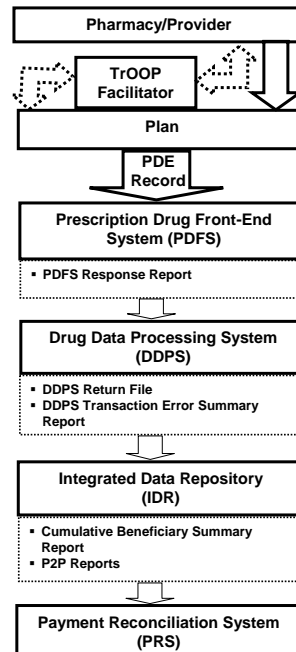 Pharmacy/Provider
TrOOP
Facilitator
Plan
PDE
Record
Prescription Drug Front-End
System (PDFS)
▪ PDFS Response Report
Drug Data Processing System
(DDPS)
▪ DDPS Return File
▪ DDPS Transaction Error Summary
Report
Integrated Data Repository
(IDR)
▪ Cumulative Beneficiary Summary
Report
▪ P2P Reports
Payment Reconciliation System
(PRS)